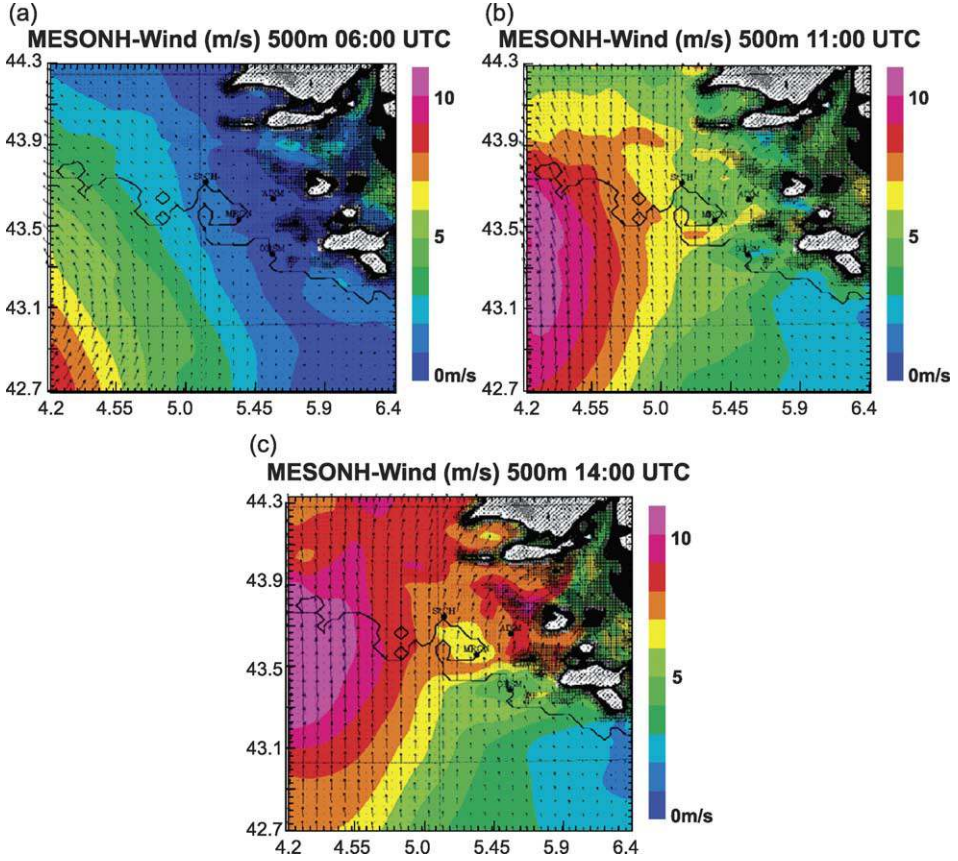 (a)
MESONH-Wind (m/s) 500m 06:00 UTC
44.3
43.9
43.5
43.1
42.7
4.2 4.55 5.0 5.45 5.9 6.4
10
5
0m/s
(b)
MESONH-Wind (m/s) 500m 11:00 UTC
44.3
43.9
43.5
43.1
42.7
4.2 4.55 5.0 5.45 5.9 6.4
10
5
0m/s
(c)
MESONH-Wind (m/s) 500m 14:00 UTC
44.3
43.9
43.5
43.1
42.7
4.2 4.55 5.0 5.45 5.9 6.4
10
5
0m/s